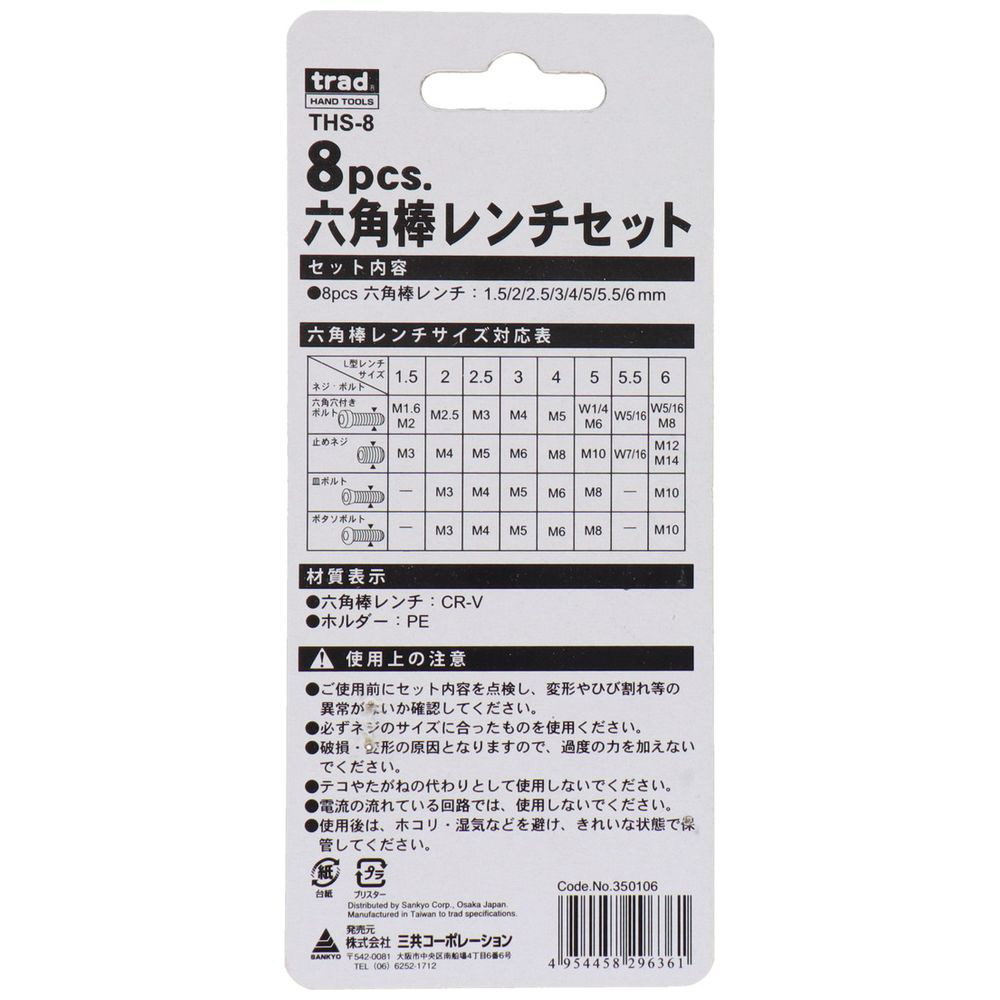 trad
HAND TOOLS
THS-8
8pcs.
六角棒レンチセット
セット内容
●8pcs 六角棒レンチ：1.5/2/2.5/3/4/5/5.5/6mm
六角棒レンチサイズ対応表
L型レンチ
サイズ
ネジ・ボルト
1.5 2 2.5 3 4 5 5.5 6
六角穴付き
ボルト
M1.6 M2 M2.5 M3 M4 M5 W1/4 M6 W5/16 W5/16 M8
止めネジ
M3 M4 M5 M6 M8 M10 W7/16 M12 M14
皿ボルト
— M3 M4 M5 M6 M8 — M10
ボタンボルト
— M3 M4 M5 M6 M8 — M10
材質表示
●六角棒レンチ：CR-V
●ホルダー：PE
使用上の注意
●ご使用前にセット内容を点検し、変形やひび割れ等の
異常がないか確認してください。
●必ずネジのサイズに合ったものを使用ください。
●破損・変形の原因となりますので、過度の力を加えない
でください。
●テコやたがねの代わりとして使用しないでください。
●電流の流れている回路では、使用しないでください。
●使用後は、ホコリ・湿気などを避け、きれいな状態で保
管してください。
紙
台紙
プラ
ブリスター
Distributed by Sankyo Corp., Osaka Japan.
Manufactured in Taiwan to trad specifications.
SANKYO
発売元
株式会社 三共コーポレーション
〒542-0081 大阪市中央区南船場4丁目6番6号
TEL (06) 6252-1712
Code.No.350106
4 954458 296361